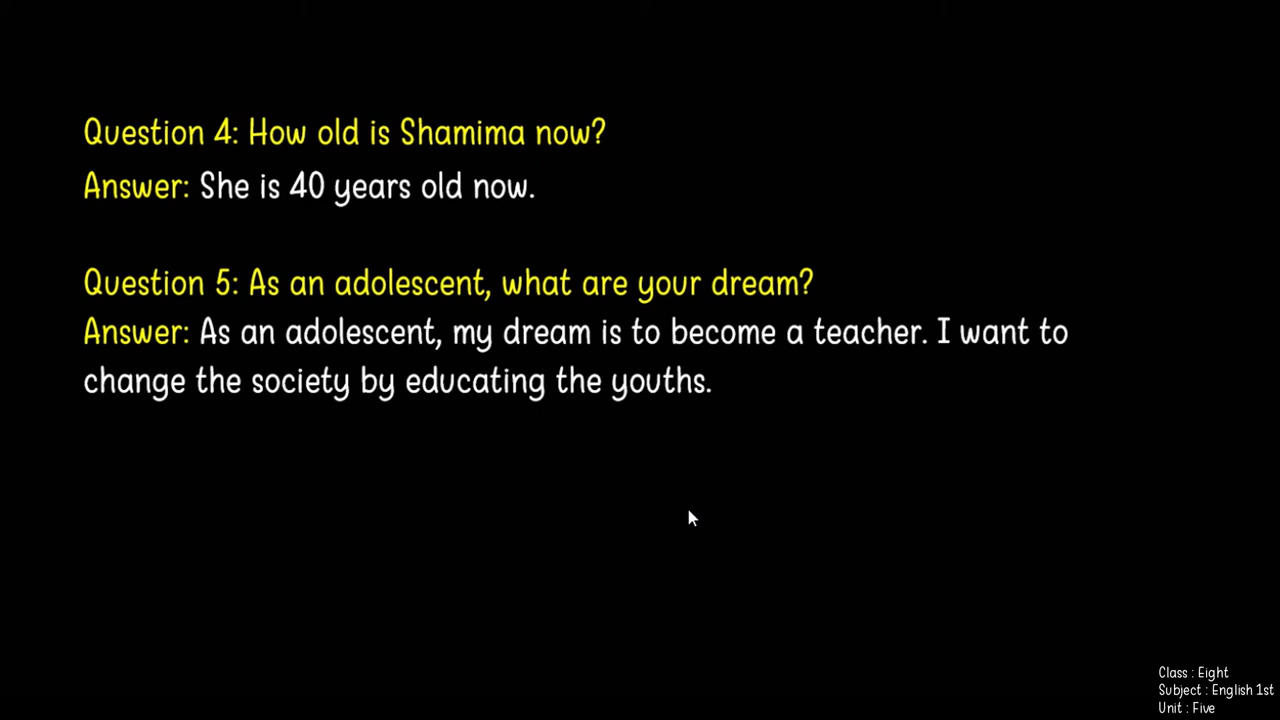 Question 4: How old is Shamima now?
Answer: She is 40 years old now.
Question 5: As an adolescent, what are your dream?
Answer: As an adolescent, my dream is to become a teacher. I want to
change the society by educating the youths.
Class : Eight
Subject : English 1st
Unit : Five